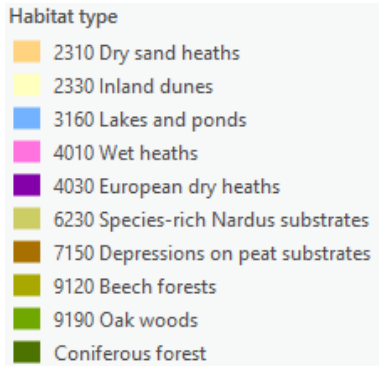 Habitat type
2310 Dry sand heaths
2330 Inland dunes
3160 Lakes and ponds
4010 Wet heaths
4030 European dry heaths
6230 Species-rich Nardus substrates
7150 Depressions on peat substrates
9120 Beech forests
9190 Oak woods
Coniferous forest